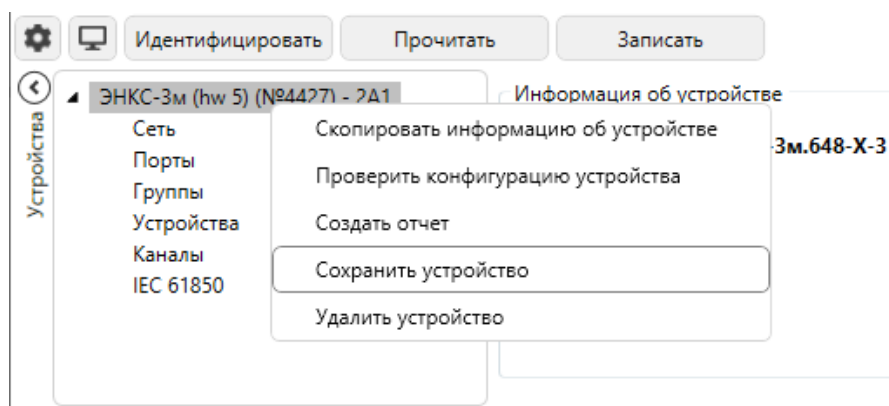 Идентифицировать Прочитать Записать
Устройства
ЭНКС-3м (hw 5) (№4427) - 2A1
Сеть
Порты
Группы
Устройства
Каналы
IEC 61850
Скопировать информацию об устройстве
Проверить конфигурацию устройства
Создать отчет
Сохранить устройство
Удалить устройство
Информация об устройстве
-3м.648-X-3